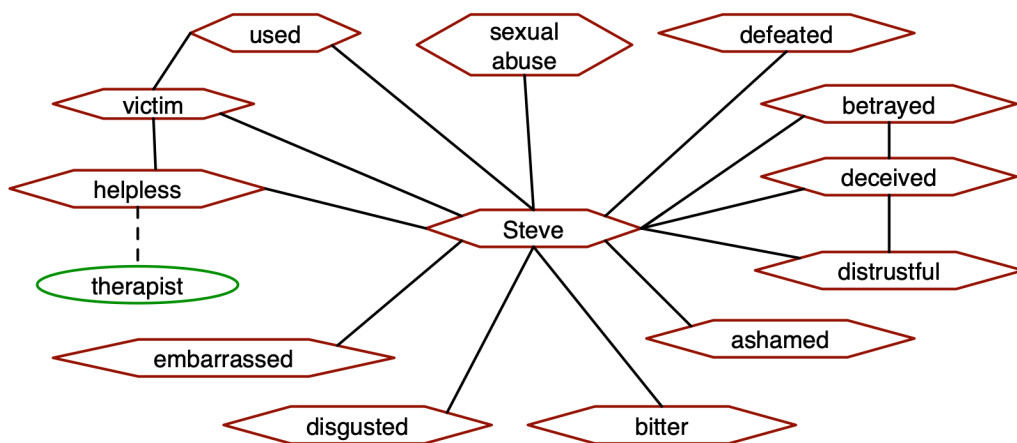 used
sexual
abuse
defeated
victim
betrayed
helpless
deceived
Steve
therapist
distrustful
embarrassed
ashamed
disgusted
bitter